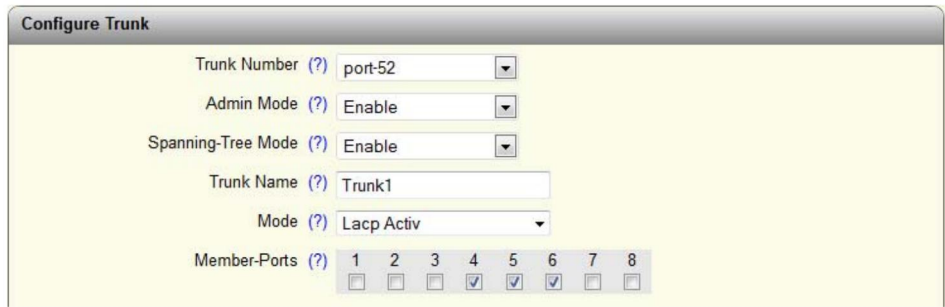 Configure Trunk
Trunk Number (?) port-52
Admin Mode (?) Enable
Spanning-Tree Mode (?) Enable
Trunk Name (?) Trunk1
Mode (?) Lacp Activ
Member-Ports (?) 1 2 3 4 5 6 7 8